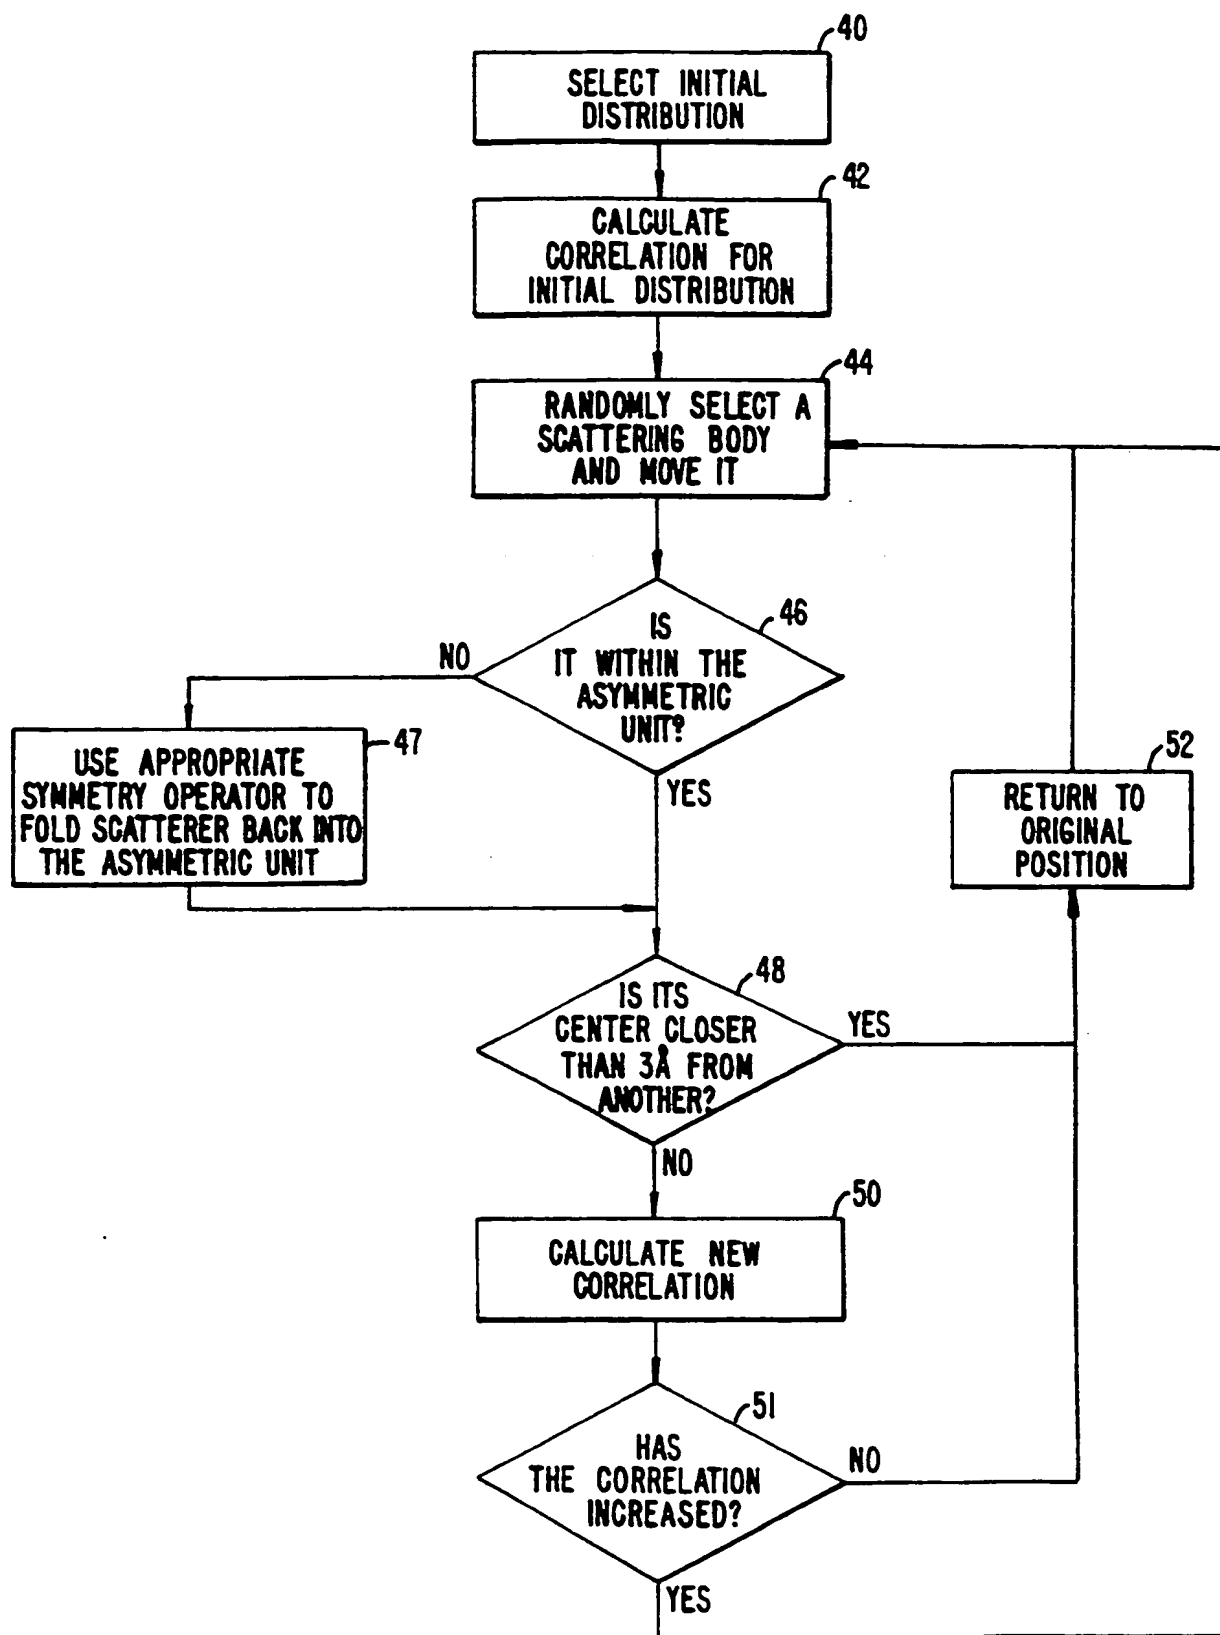 40
SELECT INITIAL
DISTRIBUTION
42
CALCULATE
CORRELATION FOR
INITIAL DISTRIBUTION
44
RANDOMLY SELECT A
SCATTERING BODY
AND MOVE IT
46
IS
IT WITHIN THE
ASYMMETRIC
UNIT?
NO
YES
47
USE APPROPRIATE
SYMMETRY OPERATOR TO
FOLD SCATTERER BACK INTO
THE ASYMMETRIC UNIT
52
RETURN TO
ORIGINAL
POSITION
48
IS ITS
CENTER CLOSER
THAN 3Å FROM
ANOTHER?
YES
NO
50
CALCULATE NEW
CORRELATION
51
HAS
THE CORRELATION
INCREASED?
NO
YES